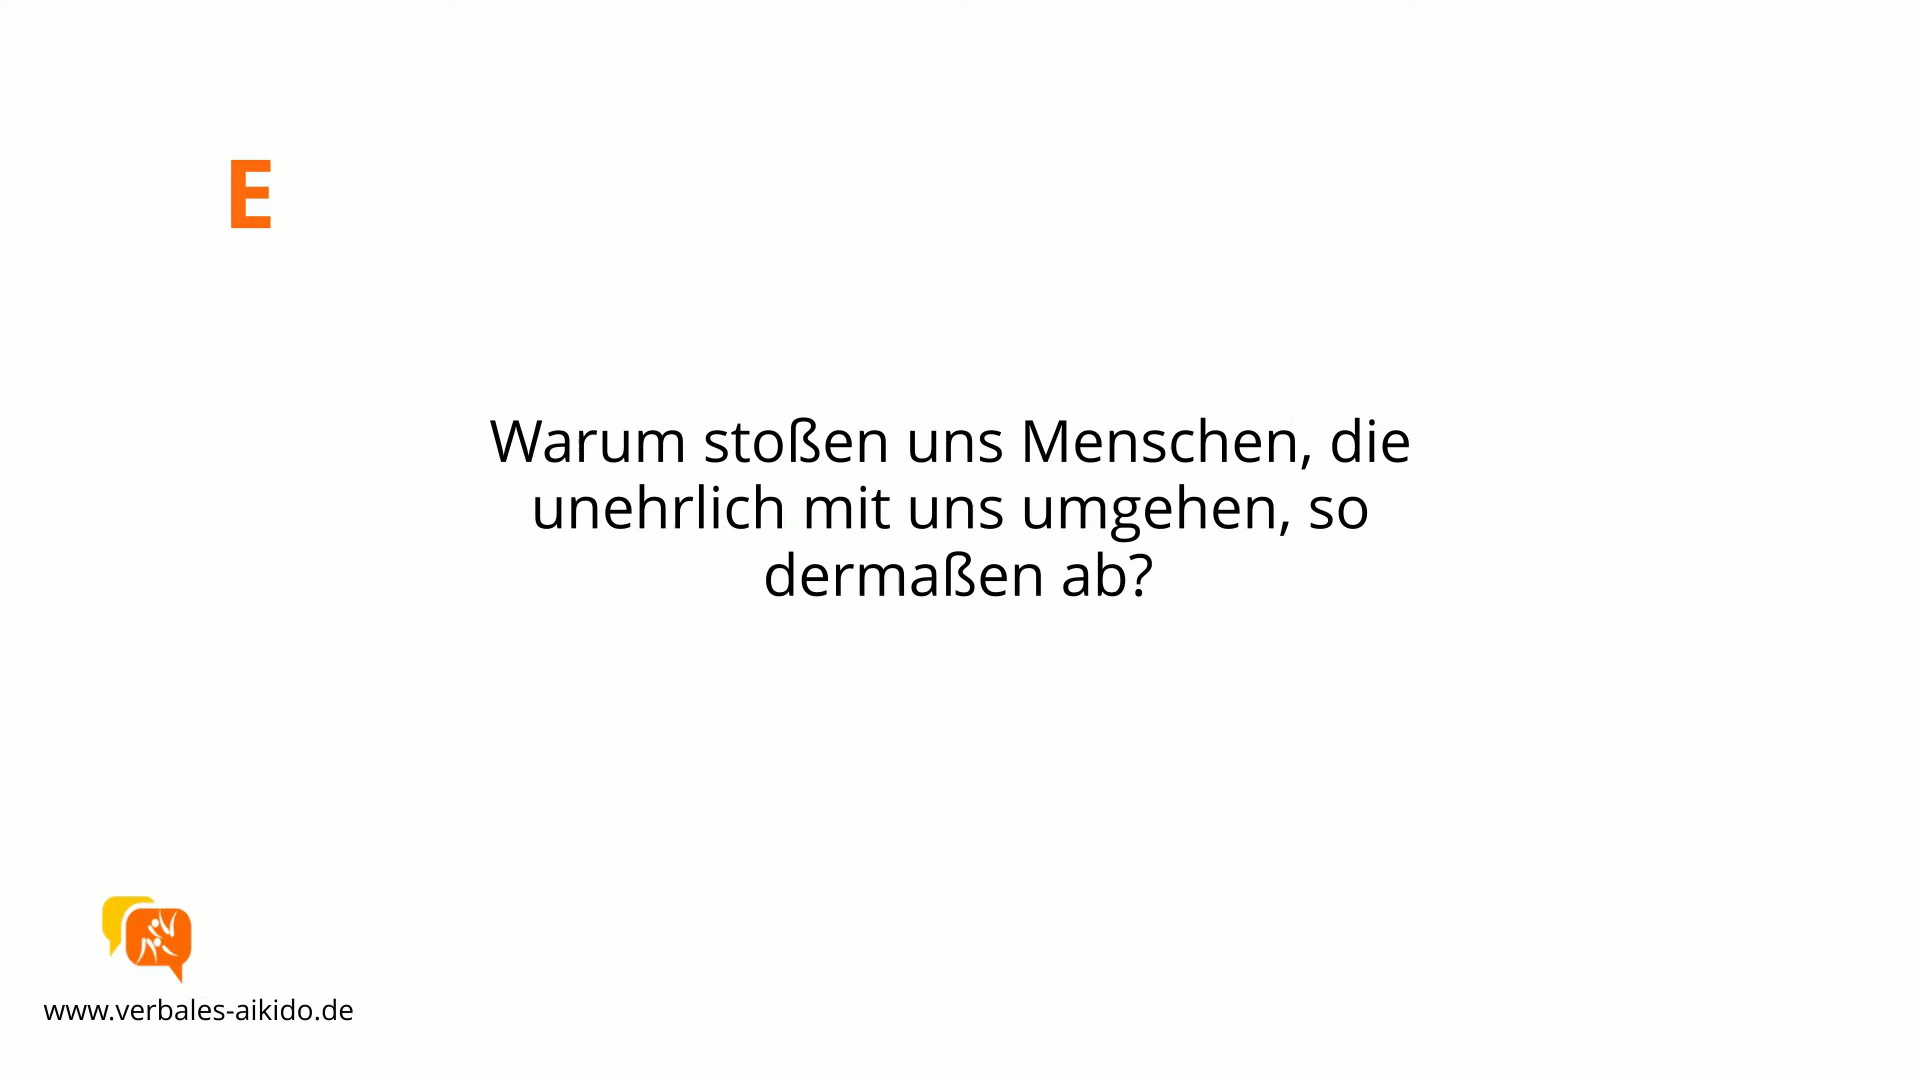 E
Warum stoßen uns Menschen, die
unehrlich mit uns umgehen, so
dermaßen ab?
www.verbales-aikido.de